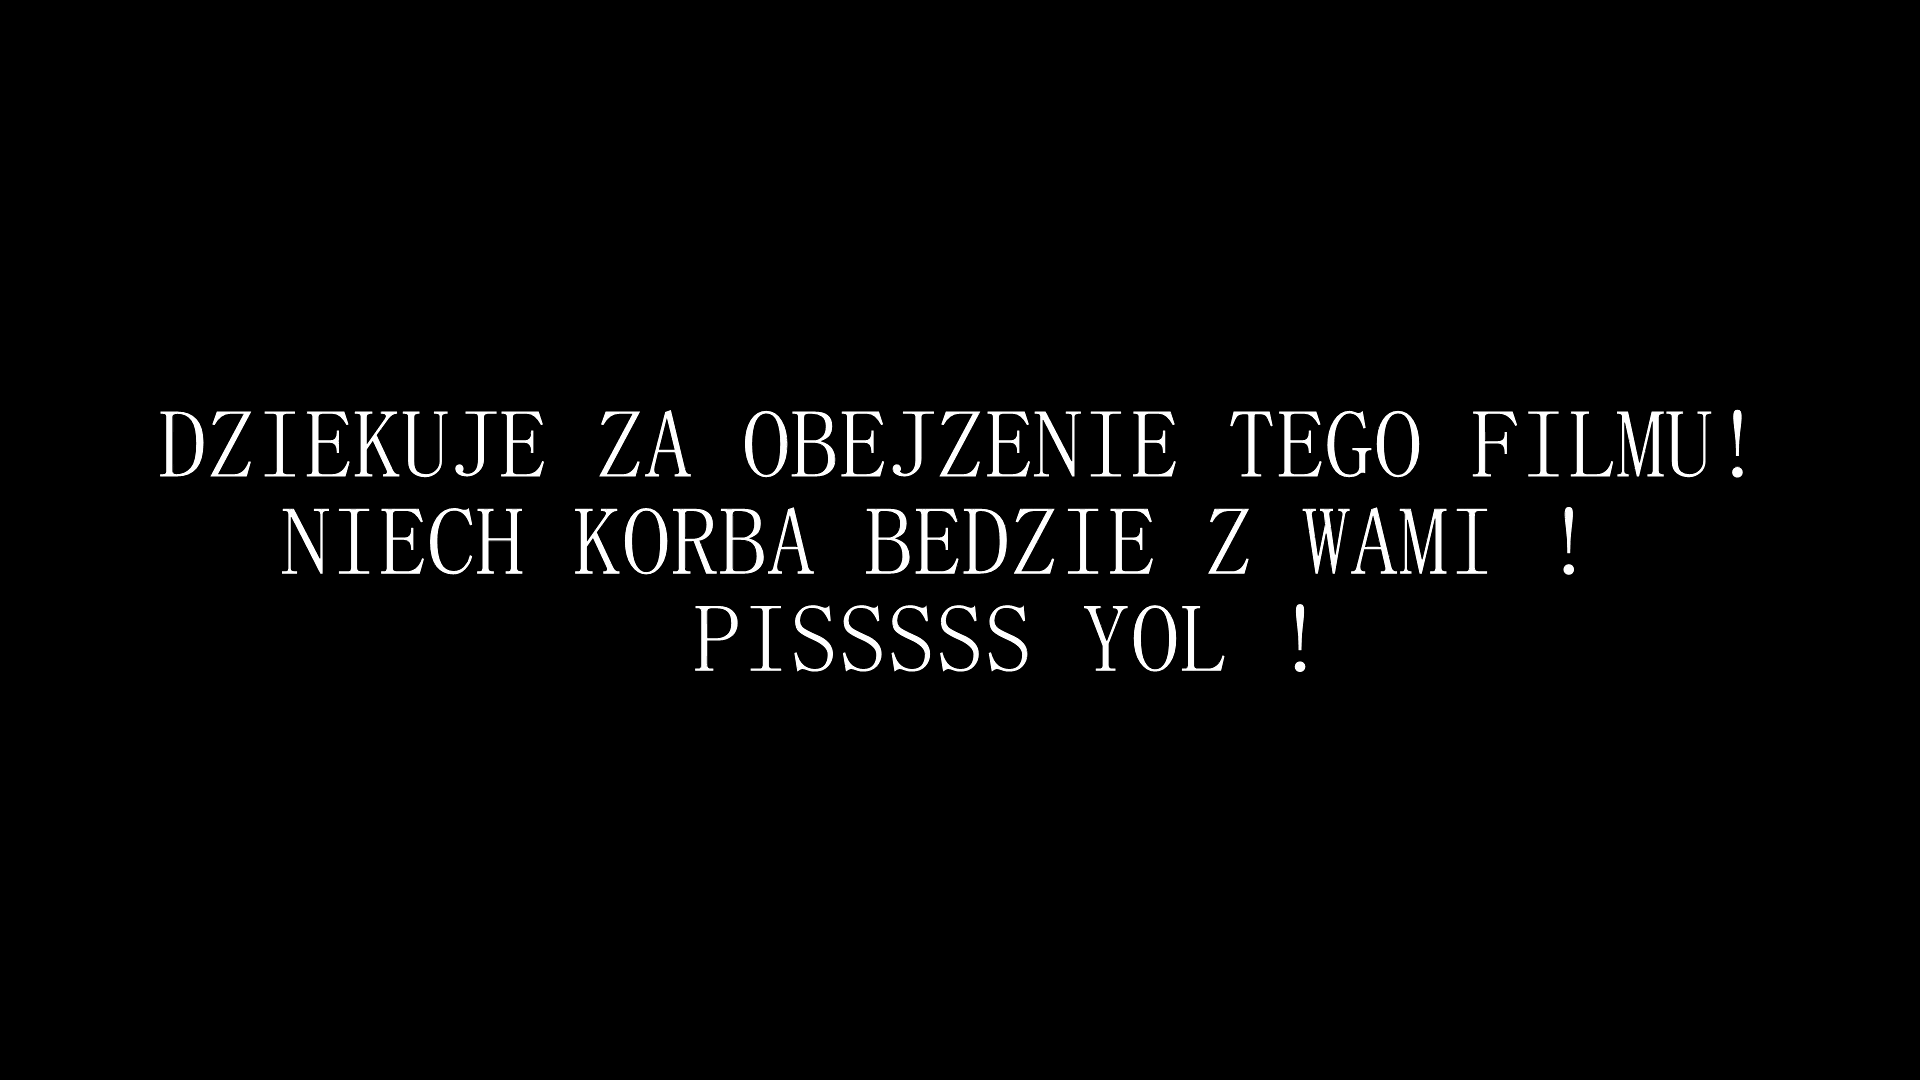 DZIEKUJE ZA OBEJZENIE TEGO FILMU!
NIECH KORBA BEDZIE Z WAMI !
PISSSSS YOL !